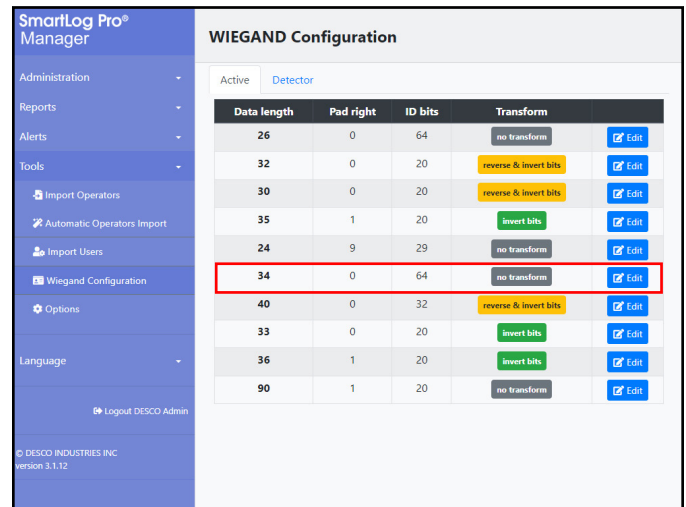 SmartLog Pro®
Manager
Administration
Reports
Alerts
Tools
Import Operators
Automatic Operators Import
Import Users
Wiegand Configuration
Options
Language
Logout DESCO Admin
© DESCO INDUSTRIES INC
version 3.1.12
WIEGAND Configuration
Active Detector
Data length Pad right ID bits Transform
26 0 64 no transform Edit
32 0 20 reverse & invert bits Edit
30 0 20 reverse & invert bits Edit
35 1 20 invert bits Edit
24 9 29 no transform Edit
34 0 64 no transform Edit
40 0 32 reverse & invert bits Edit
33 0 20 invert bits Edit
36 1 20 invert bits Edit
90 1 20 no transform Edit